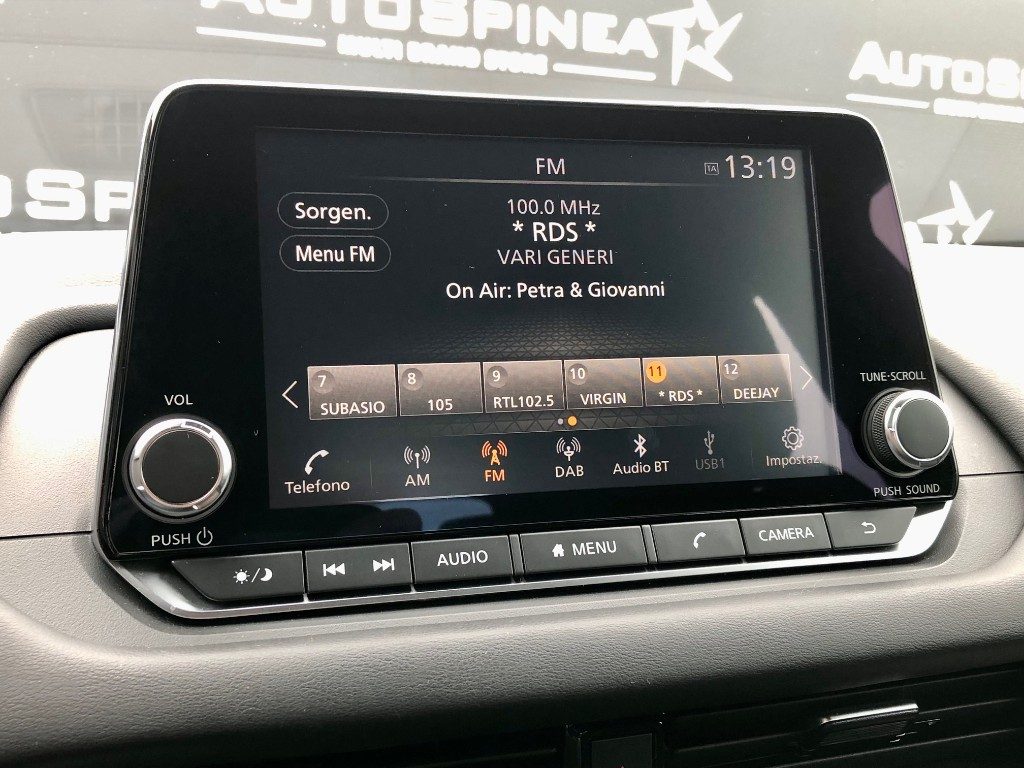 AUTOSPINEA
MULTI BRAND STORE
AUTOS
AUTOSP
FM
1A
13:19
Sorgen.
Menu FM
100.0 MHz
* RDS *
VARI GENERI
On Air: Petra & Giovanni
7 SUBASIO
8 105
9 RTL102.5
10 VIRGIN
11 * RDS *
12 DEEJAY
Telefono
AM
FM
DAB
Audio BT
USB1
Impostaz.
VOL
PUSH
TUNE·SCROLL
PUSH SOUND
AUDIO
MENU
CAMERA